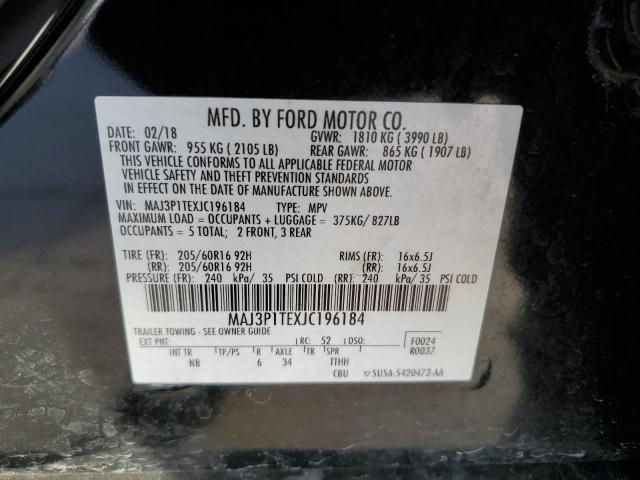 MFD. BY FORD MOTOR CO.
DATE: 02/18 GVWR: 1810 KG ( 3990 LB)
FRONT GAWR: 955 KG ( 2105 LB) REAR GAWR: 865 KG ( 1907 LB)
THIS VEHICLE CONFORMS TO ALL APPLICABLE FEDERAL MOTOR
VEHICLE SAFETY AND THEFT PREVENTION STANDARDS
IN EFFECT ON THE DATE OF MANUFACTURE SHOWN ABOVE.
VIN: MAJ3P1TEXJC196184 TYPE: MPV
MAXIMUM LOAD = OCCUPANTS + LUGGAGE = 375KG/ 827LB
OCCUPANTS = 5 TOTAL; 2 FRONT, 3 REAR
TIRE (FR): 205/60R16 92H RIMS (FR): 16x6.5J
(RR): 205/60R16 92H (RR): 16x6.5J
PRESSURE (FR): 240 kPa/ 35 PSI COLD (RR): 240 kPa/ 35 PSI COLD
MAJ3P1TEXJC196184
TRAILER TOWING - SEE OWNER GUIDE
EXT PNT: RC: 52 DSO: F0024
R0037
INT TR TP/PS R AXLE TR SPR
NB 6 34 TTHH
CBU SU5A-5420472-AA